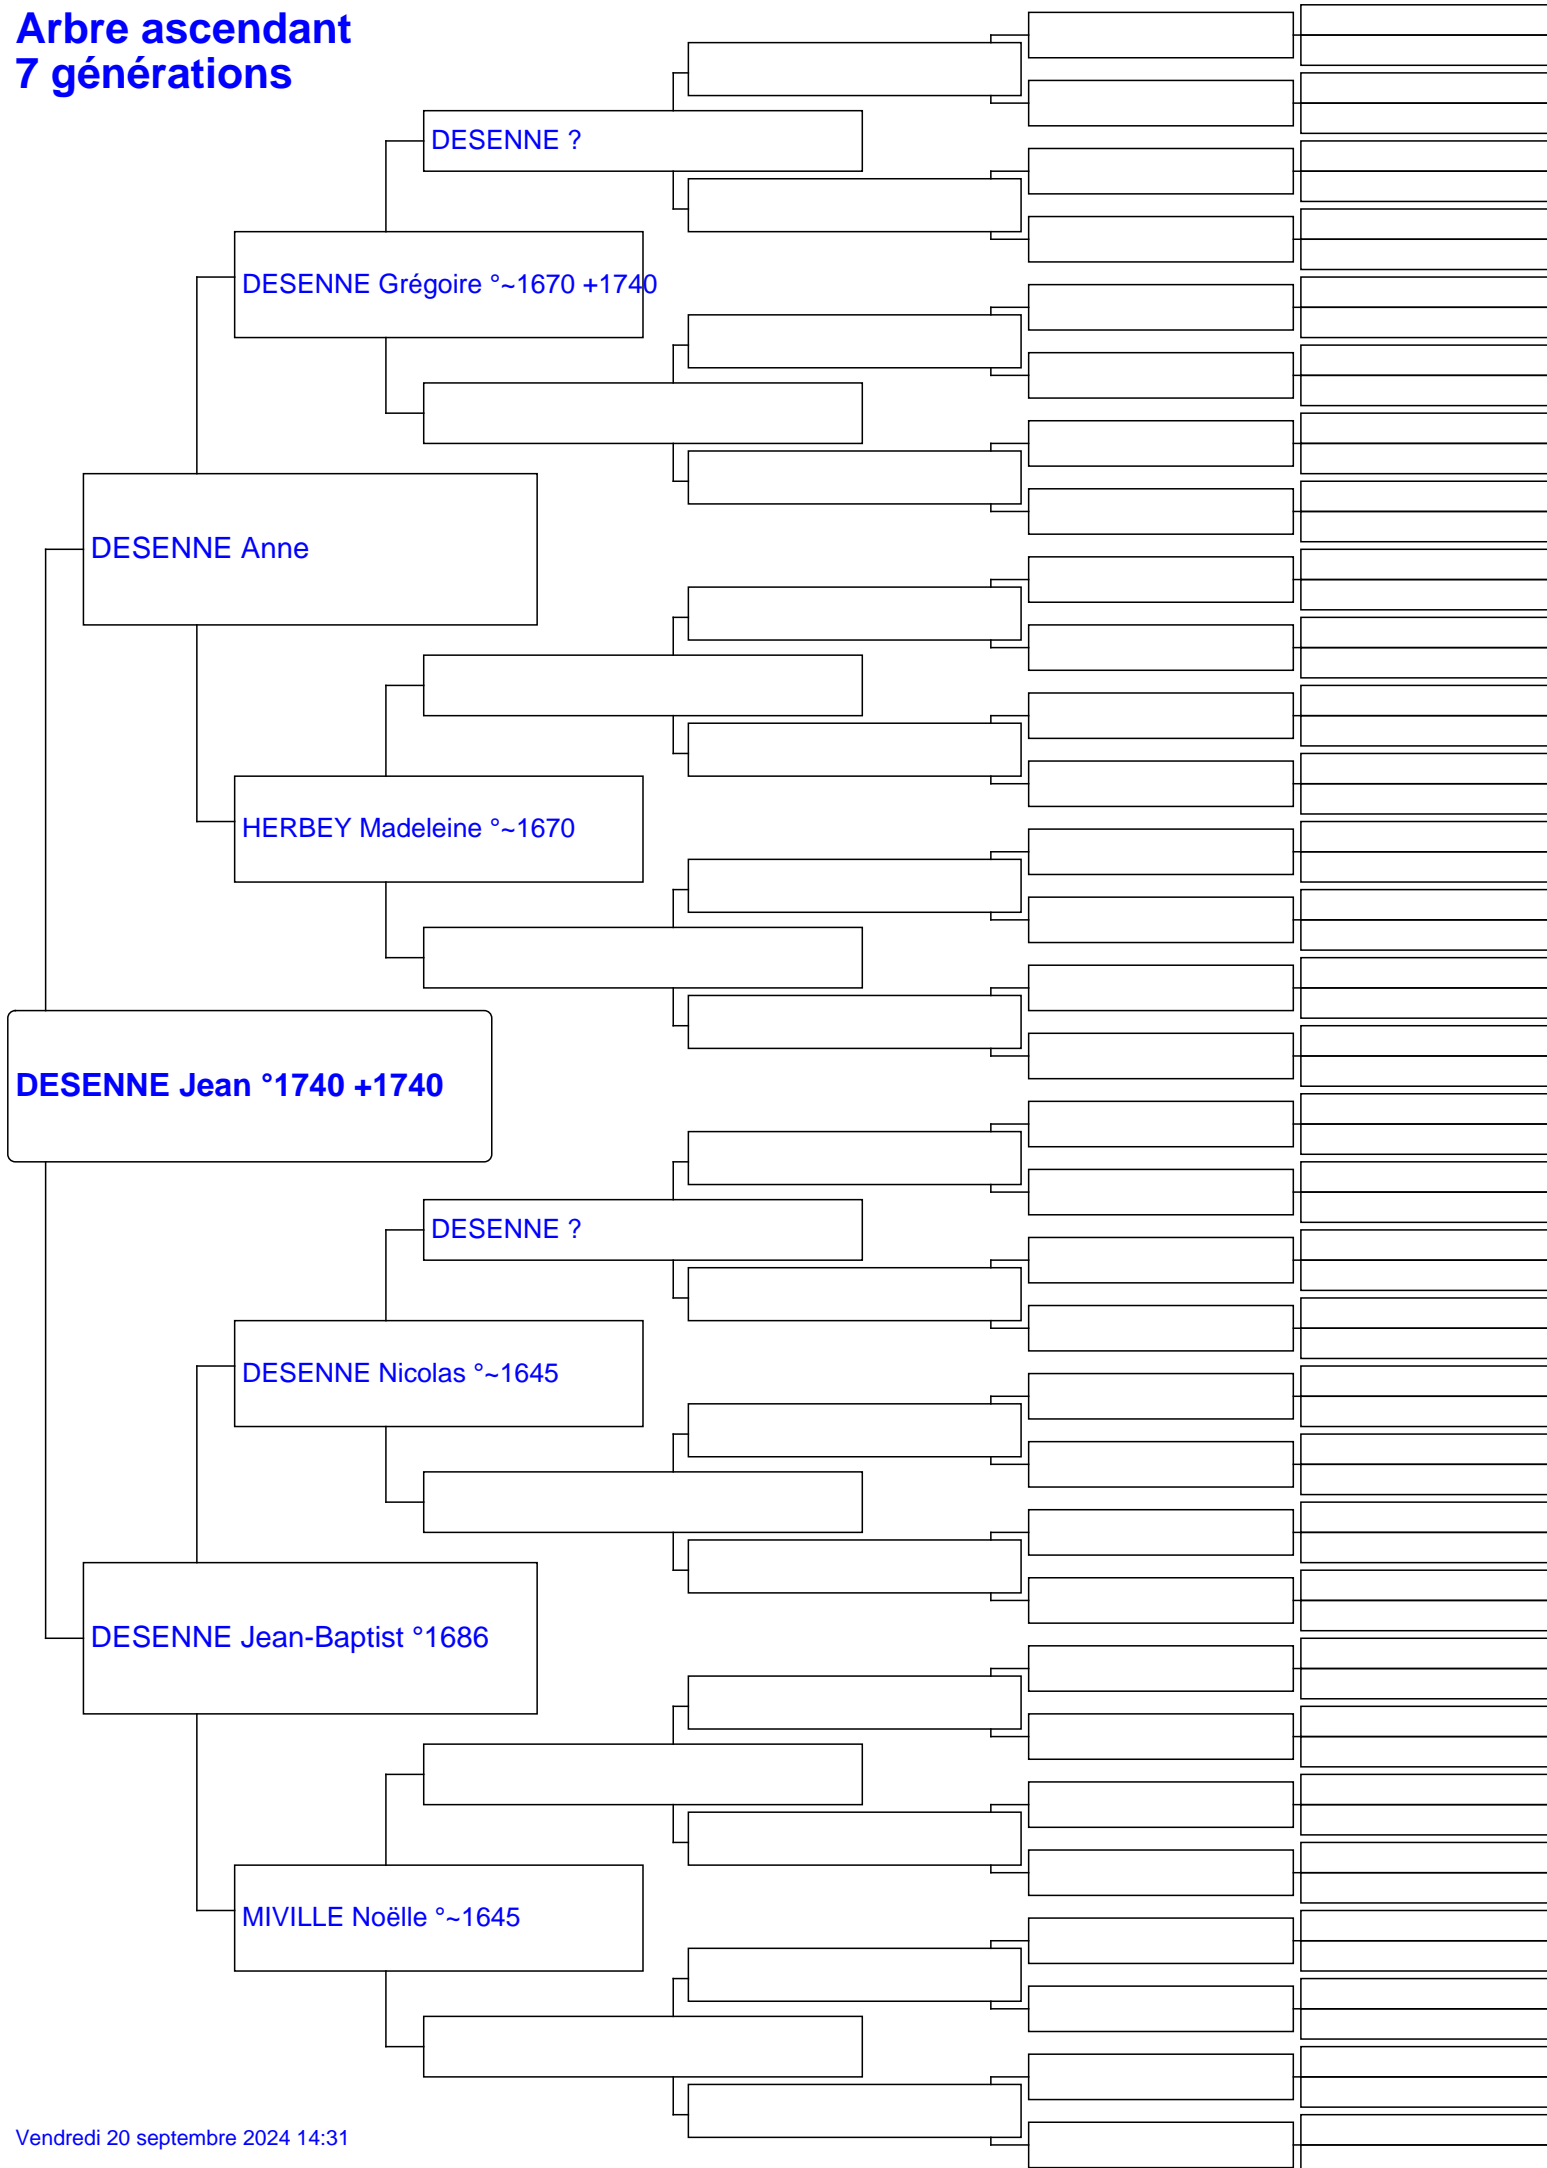 Arbre ascendant
7 générations
DESENNE ?
DESENNE Grégoire °~1670 +1740
DESENNE Anne
HERBEY Madeleine °~1670
DESENNE Jean °1740 +1740
DESENNE ?
DESENNE Nicolas °~1645
DESENNE Jean-Baptist °1686
MIVILLE Noëlle °~1645
Vendredi 20 septembre 2024 14:31